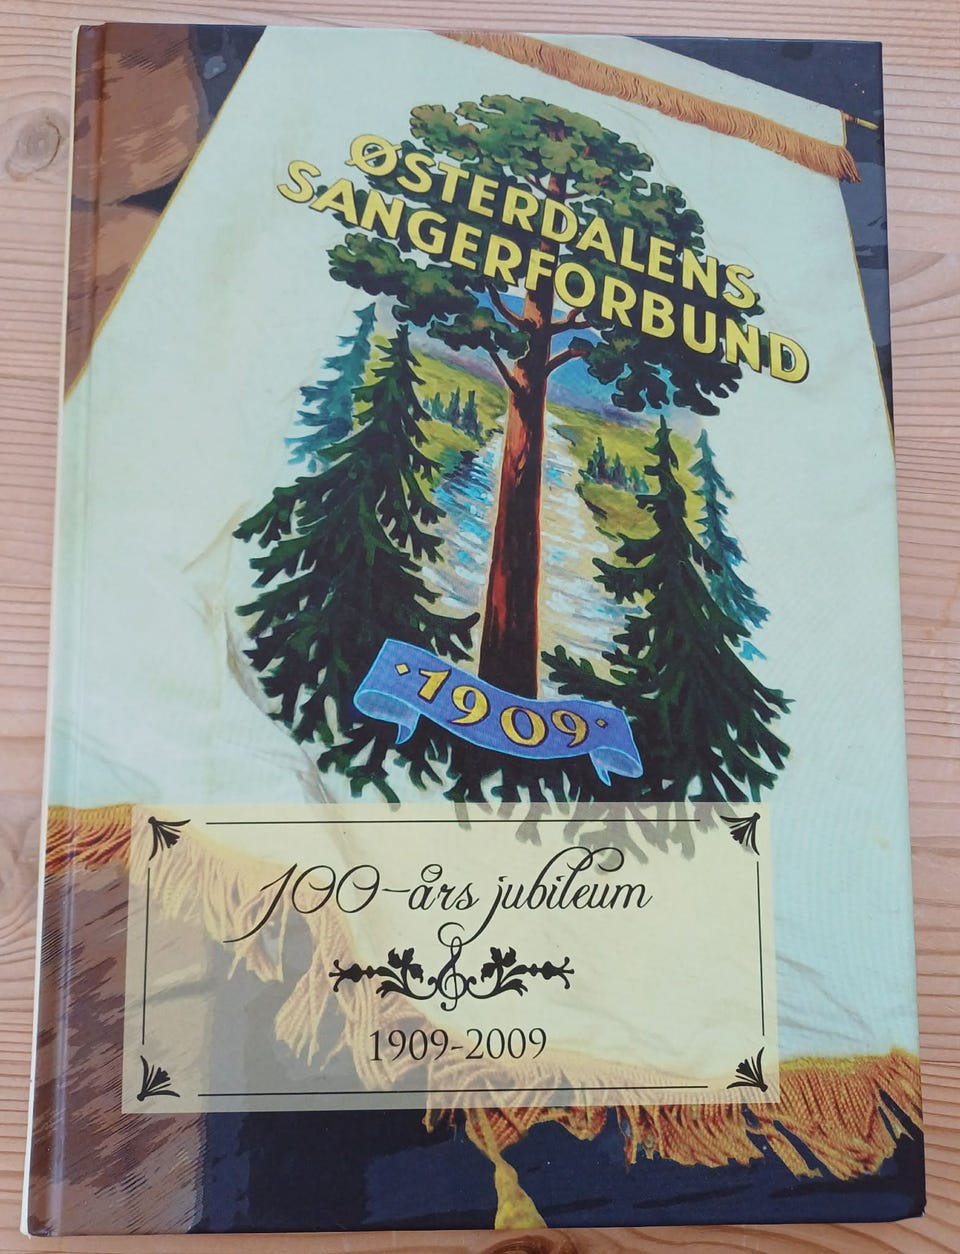 ØSTERDALENS
SANGERFORBUND
·1909·
100-års jubileum
1909-2009